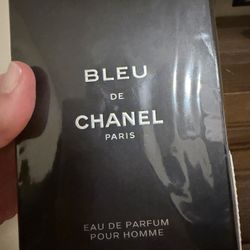 BLEU
DE
CHANEL
PARIS
EAU DE PARFUM
POUR HOMME